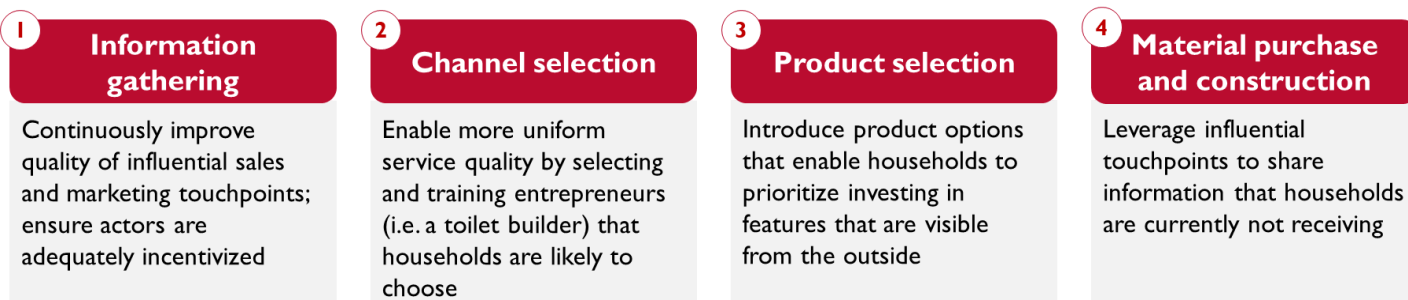 1
Information
gathering
Continuously improve
quality of influential sales
and marketing touchpoints;
ensure actors are
adequately incentivized
2
Channel selection
Enable more uniform
service quality by selecting
and training entrepreneurs
(i.e. a toilet builder) that
households are likely to
choose
3
Product selection
Introduce product options
that enable households to
prioritize investing in
features that are visible
from the outside
4
Material purchase
and construction
Leverage influential
touchpoints to share
information that households
are currently not receiving